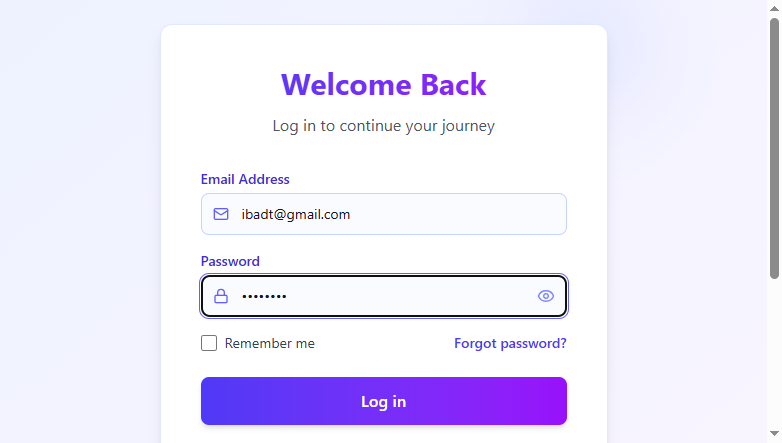 Welcome Back
Log in to continue your journey
Email Address
ibadt@gmail.com
Password
••••••••
Remember me
Forgot password?
Log in